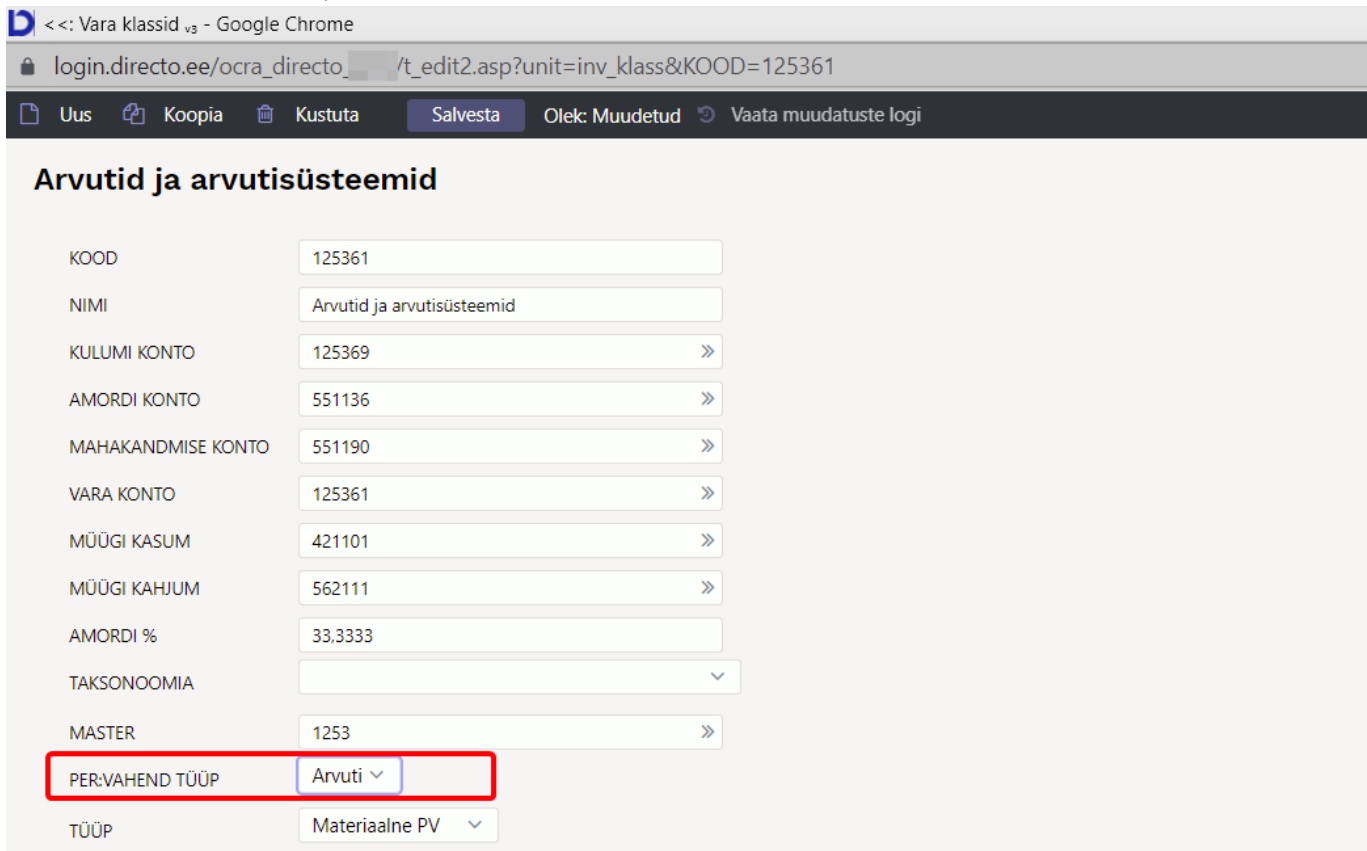 <<: Vara klassid v3 - Google Chrome
login.directo.ee/ocra_directo_ /t_edit2.asp?unit=inv_klass&KOOD=125361
Uus Koopia Kustuta Salvesta Olek: Muudetud Vaata muudatuste logi
Arvutid ja arvutisüsteemid
KOOD 125361
NIMI Arvutid ja arvutisüsteemid
KULUMI KONTO 125369
AMORDI KONTO 551136
MAHAKANDMISE KONTO 551190
VARA KONTO 125361
MÜÜGI KASUM 421101
MÜÜGI KAHJUM 562111
AMORDI % 33,3333
TAKSONOOMIA
MASTER 1253
PER:VAHEND TÜÜP Arvuti
TÜÜP Materiaalne PV